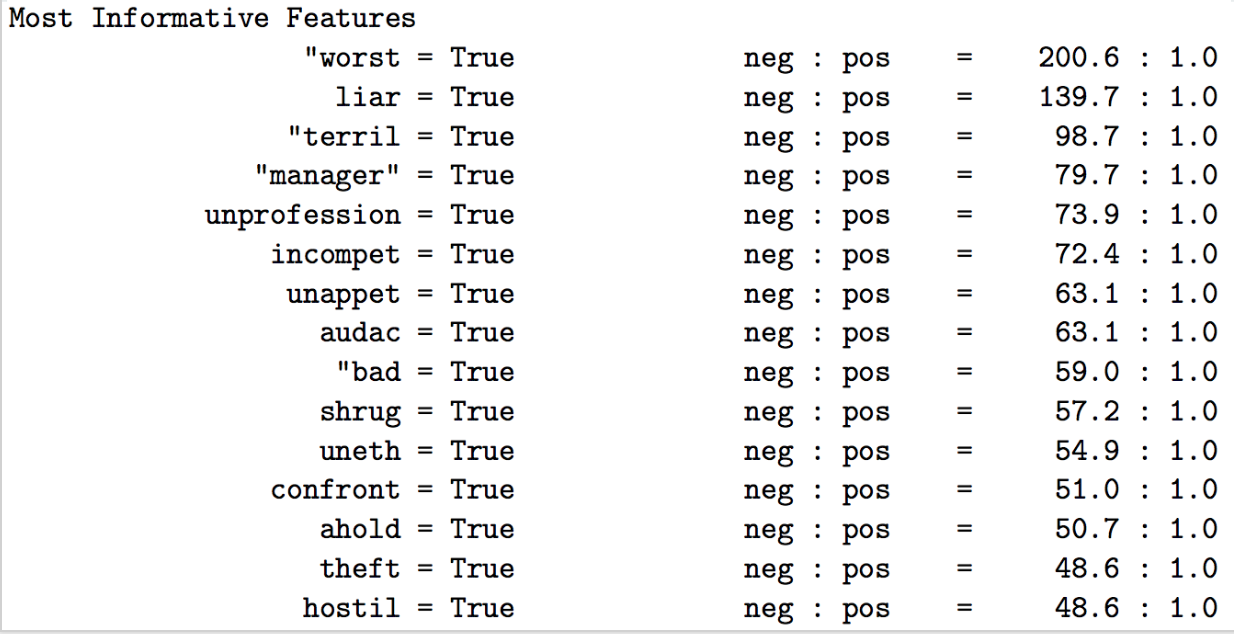 Most Informative Features
"worst = True neg : pos = 200.6 : 1.0
liar = True neg : pos = 139.7 : 1.0
"terril = True neg : pos = 98.7 : 1.0
"manager" = True neg : pos = 79.7 : 1.0
unprofession = True neg : pos = 73.9 : 1.0
incompet = True neg : pos = 72.4 : 1.0
unappet = True neg : pos = 63.1 : 1.0
audac = True neg : pos = 63.1 : 1.0
"bad = True neg : pos = 59.0 : 1.0
shrug = True neg : pos = 57.2 : 1.0
uneth = True neg : pos = 54.9 : 1.0
confront = True neg : pos = 51.0 : 1.0
ahold = True neg : pos = 50.7 : 1.0
theft = True neg : pos = 48.6 : 1.0
hostil = True neg : pos = 48.6 : 1.0